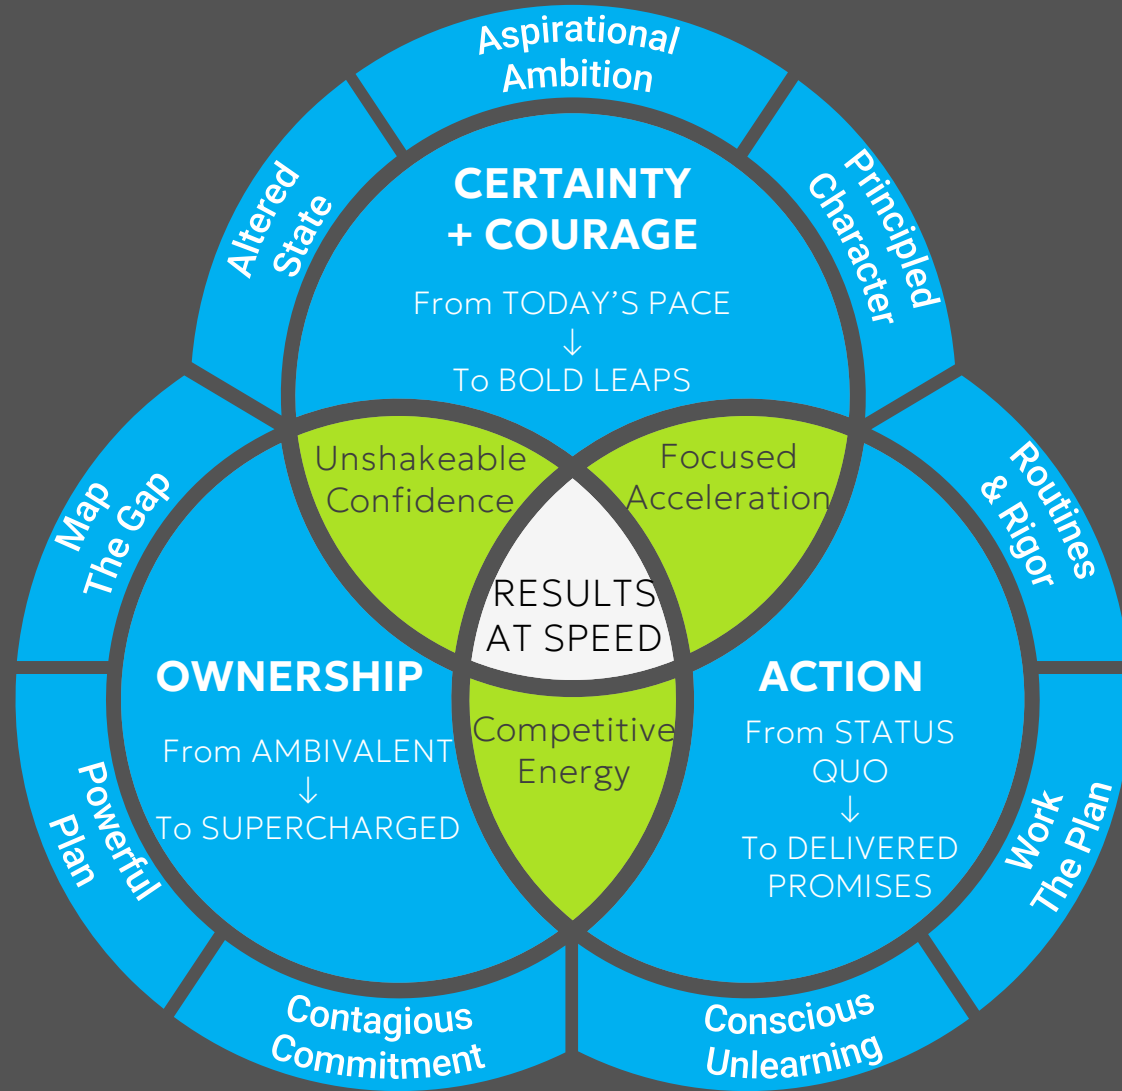 Aspirational
Ambition
Altered
State
Principled
Character
CERTAINTY
+ COURAGE
From TODAY’S PACE
↓
To BOLD LEAPS
Unshakeable
Confidence
Focused
Acceleration
Map
The Gap
Routines
& Rigor
RESULTS
AT SPEED
OWNERSHIP
From AMBIVALENT
↓
To SUPERCHARGED
ACTION
From STATUS
QUO
↓
To DELIVERED
PROMISES
Competitive
Energy
Powerful
Plan
Work
The Plan
Contagious
Commitment
Conscious
Unlearning